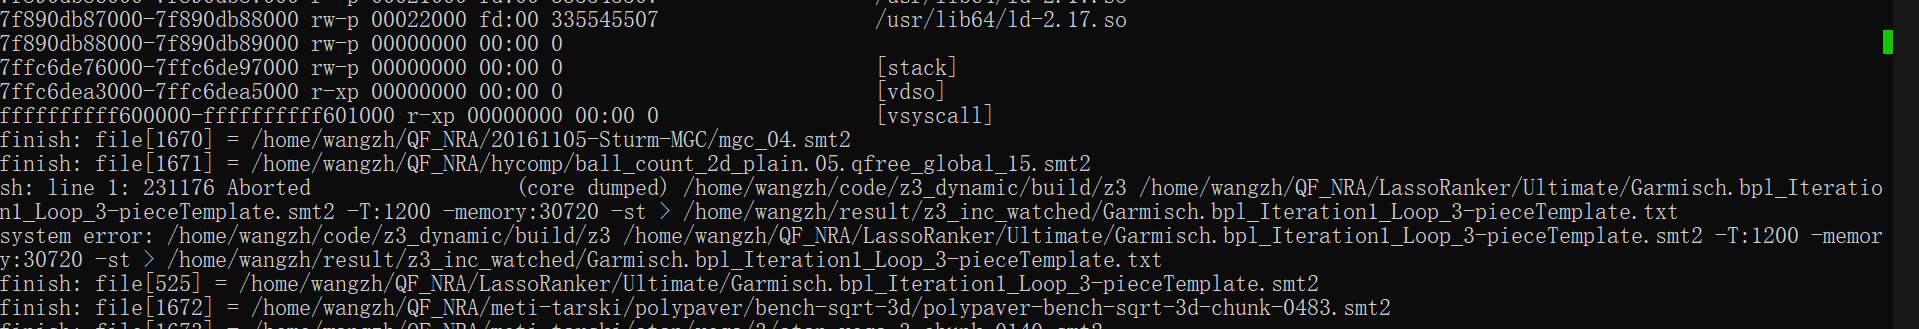 7f890db87000-7f890db88000 rw-p 00022000 fd:00 335545507 /usr/lib64/ld-2.17.so
7f890db88000-7f890db89000 rw-p 00000000 00:00 0
7ffc6de76000-7ffc6de97000 rw-p 00000000 00:00 0 [stack]
7ffc6dea3000-7ffc6dea5000 r-xp 00000000 00:00 0 [vdso]
ffffffffff600000-ffffffffff601000 r-xp 00000000 00:00 0 [vsyscall]
finish: file[1670] = /home/wangzh/QF_NRA/20161105-Sturm-MGC/mgc_04.smt2
finish: file[1671] = /home/wangzh/QF_NRA/hycomp/ball_count_2d_plain.05.qfree_global_15.smt2
sh: line 1: 231176 Aborted (core dumped) /home/wangzh/code/z3_dynamic/build/z3 /home/wangzh/QF_NRA/LassoRanker/Ultimate/Garmisch.bpl_Iteratio
n1_Loop_3-pieceTemplate.smt2 -T:1200 -memory:30720 -st > /home/wangzh/result/z3_inc_watched/Garmisch.bpl_Iteration1_Loop_3-pieceTemplate.txt
system error: /home/wangzh/code/z3_dynamic/build/z3 /home/wangzh/QF_NRA/LassoRanker/Ultimate/Garmisch.bpl_Iteration1_Loop_3-pieceTemplate.smt2 -T:1200 -memor
y:30720 -st > /home/wangzh/result/z3_inc_watched/Garmisch.bpl_Iteration1_Loop_3-pieceTemplate.txt
finish: file[525] = /home/wangzh/QF_NRA/LassoRanker/Ultimate/Garmisch.bpl_Iteration1_Loop_3-pieceTemplate.smt2
finish: file[1672] = /home/wangzh/QF_NRA/meti-tarski/polypaver/bench-sqrt-3d/polypaver-bench-sqrt-3d-chunk-0483.smt2